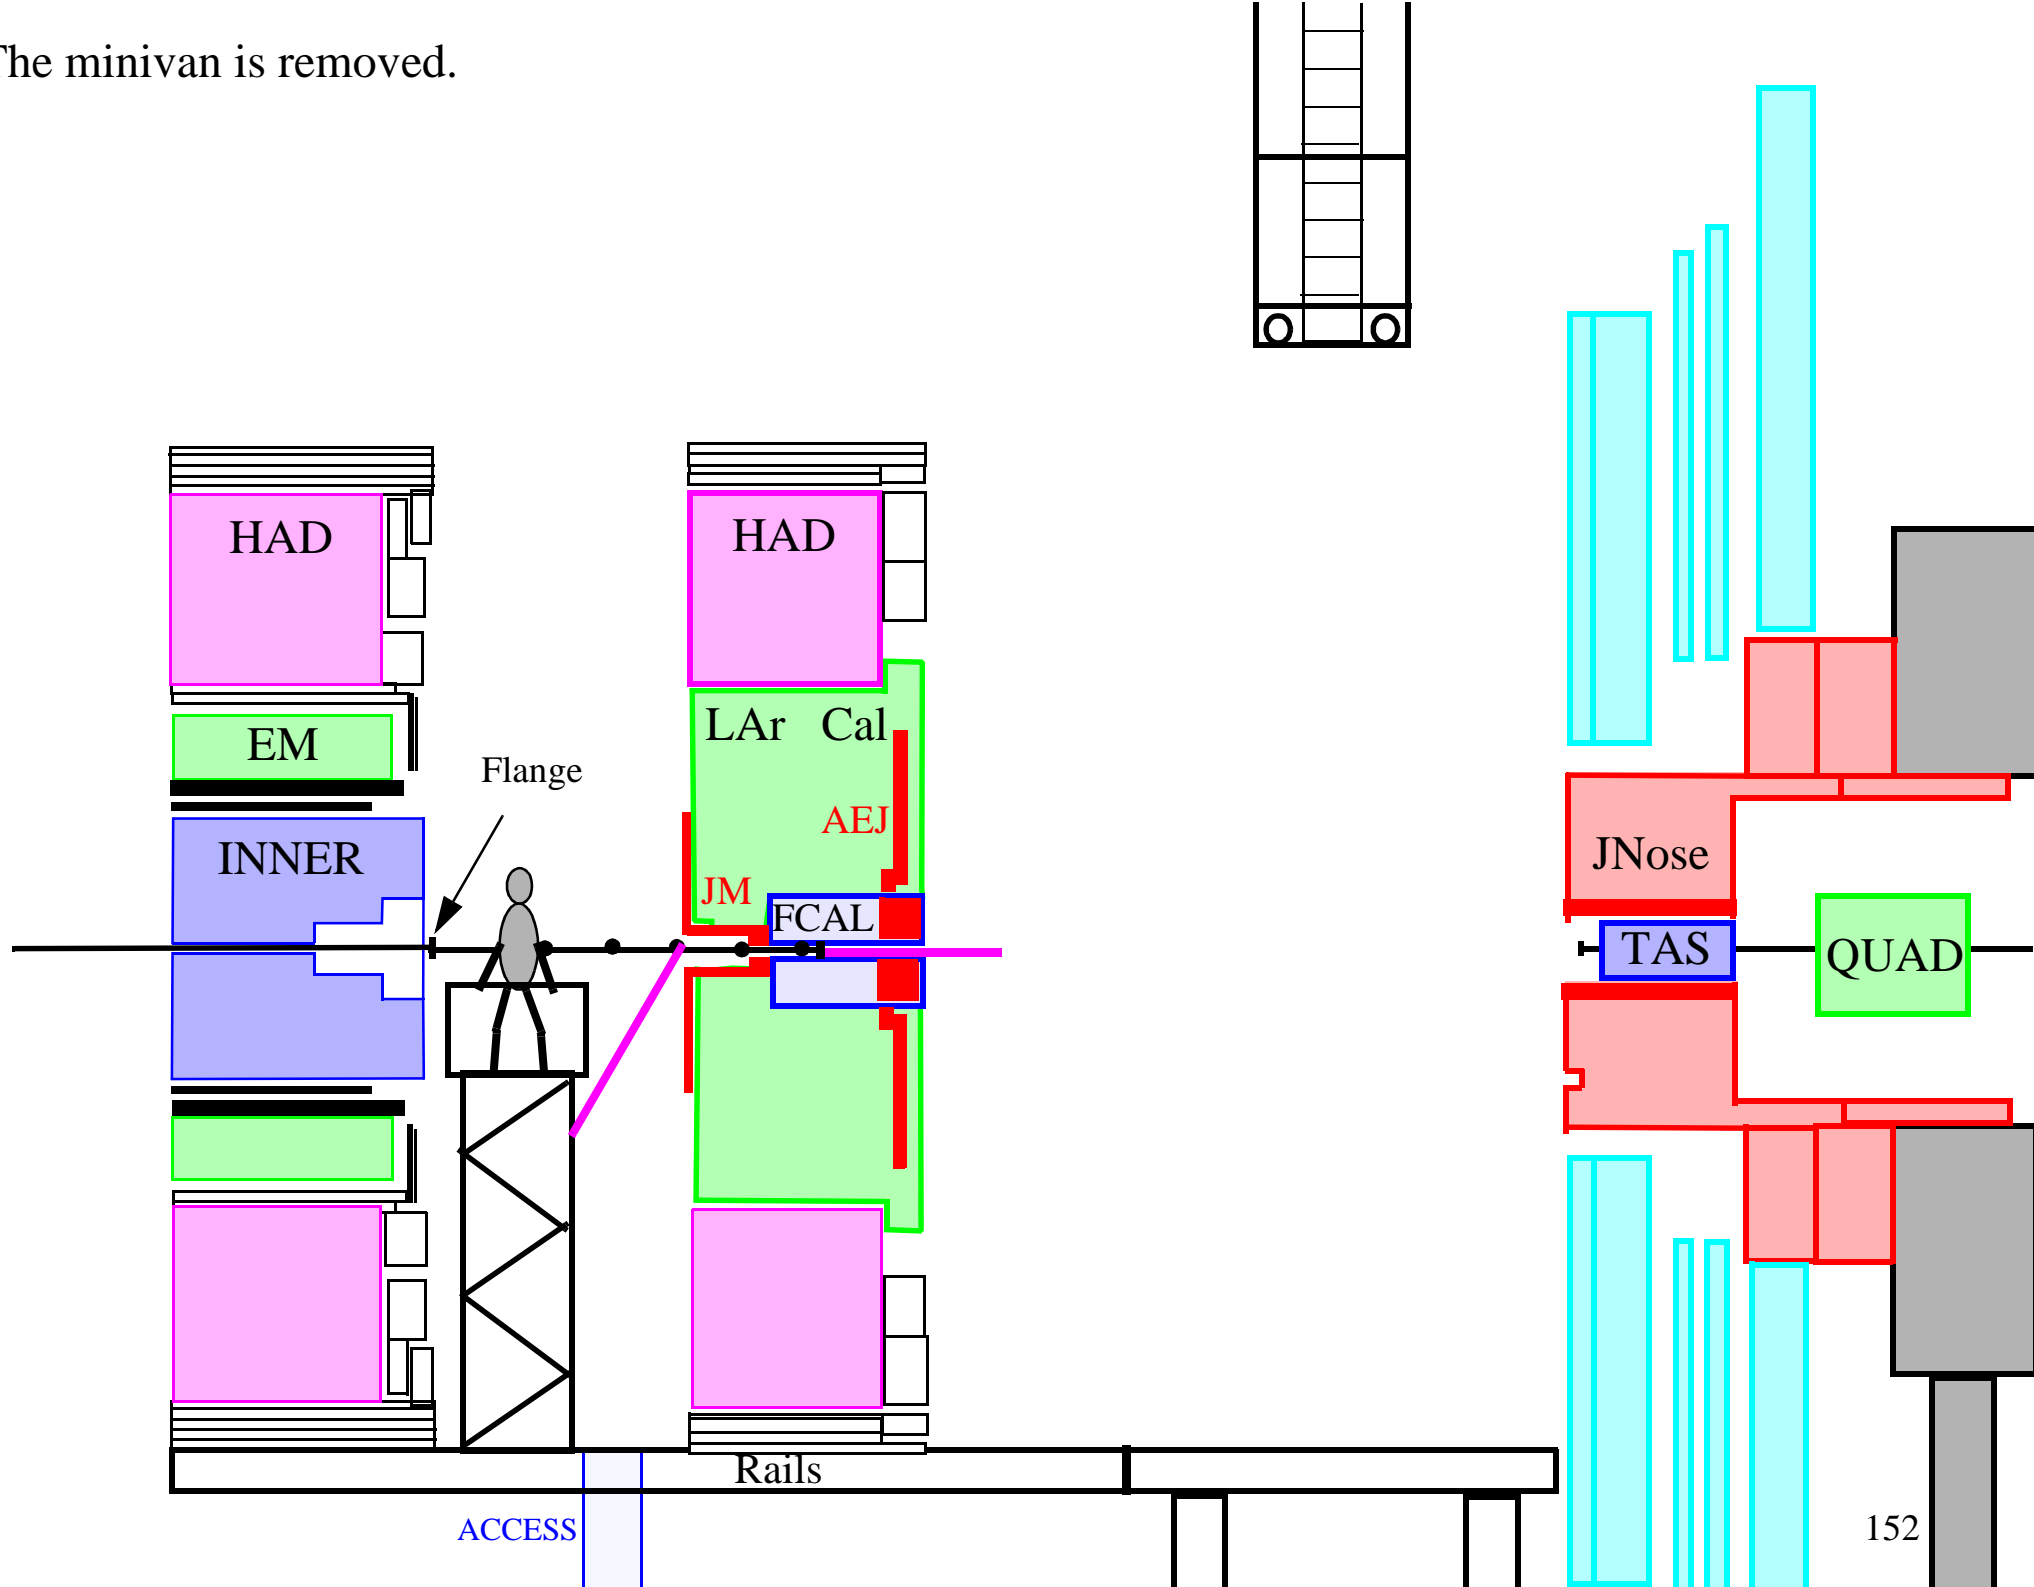 The minivan is removed.
HAD
HAD
LAr Cal
EM
Flange
AEJ
INNER
JM
FCAL
JNose
TAS
QUAD
Rails
ACCESS
152